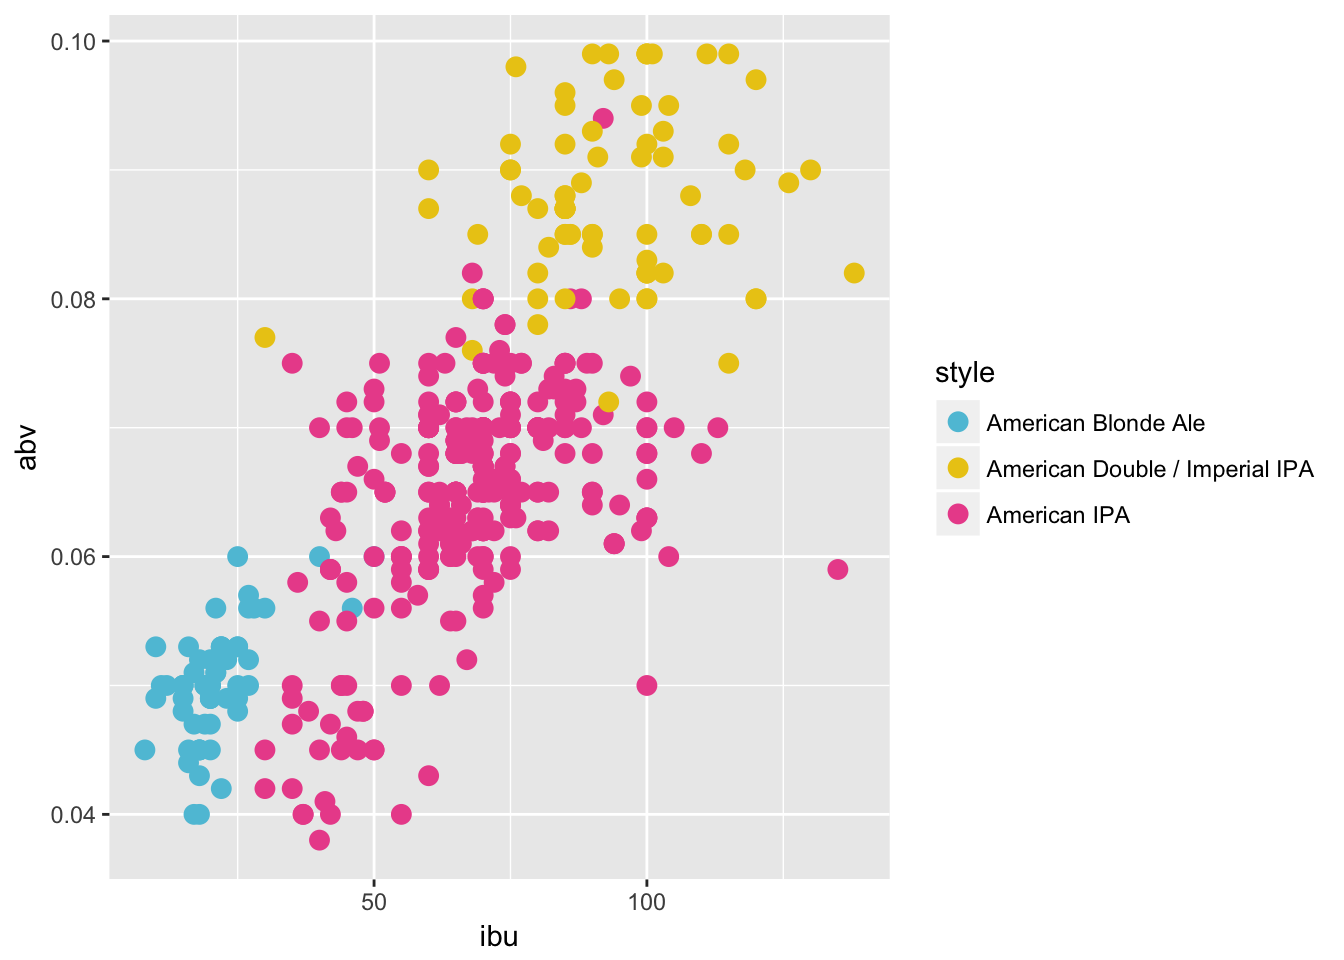 0.10
0.08
0.06
0.04
abv
50
100
ibu
style
American Blonde Ale
American Double / Imperial IPA
American IPA